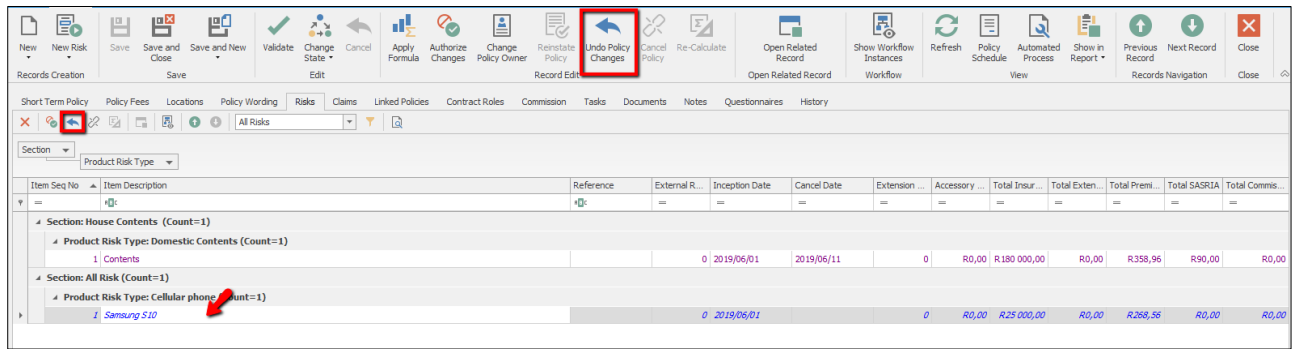 New New Risk Save Save and Close Save and New Validate Change State Cancel Apply Formula Authorize Changes Change Policy Owner Reinstate Policy Undo Policy Changes Cancel Policy Re-Calculate Open Related Record Show Workflow Instances Refresh Policy Schedule Automated Process Show in Report Previous Record Next Record Close
Records Creation Save Edit Record Edit Open Related Record Workflow View Records Navigation Close
Short Term Policy Policy Fees Locations Policy Wording Risks Claims Linked Policies Contract Roles Commission Tasks Documents Notes Questionnaires History
All Risks
Section
Product Risk Type
Item Seq No Item Description Reference External R... Inception Date Cancel Date Extension ... Accessory ... Total Insur... Total Exten... Total Premi... Total SASRIA Total Commis...
= = = = = = = = = = =
Section: House Contents (Count=1)
Product Risk Type: Domestic Contents (Count=1)
1 Contents 0 2019/06/01 2019/06/11 0 R0,00 R180 000,00 R0,00 R358,96 R90,00 R0,00
Section: All Risk (Count=1)
Product Risk Type: Cellular phone unt=1)
1 Samsung S10 0 2019/06/01 0 R0,00 R25 000,00 R0,00 R268,56 R0,00 R0,00